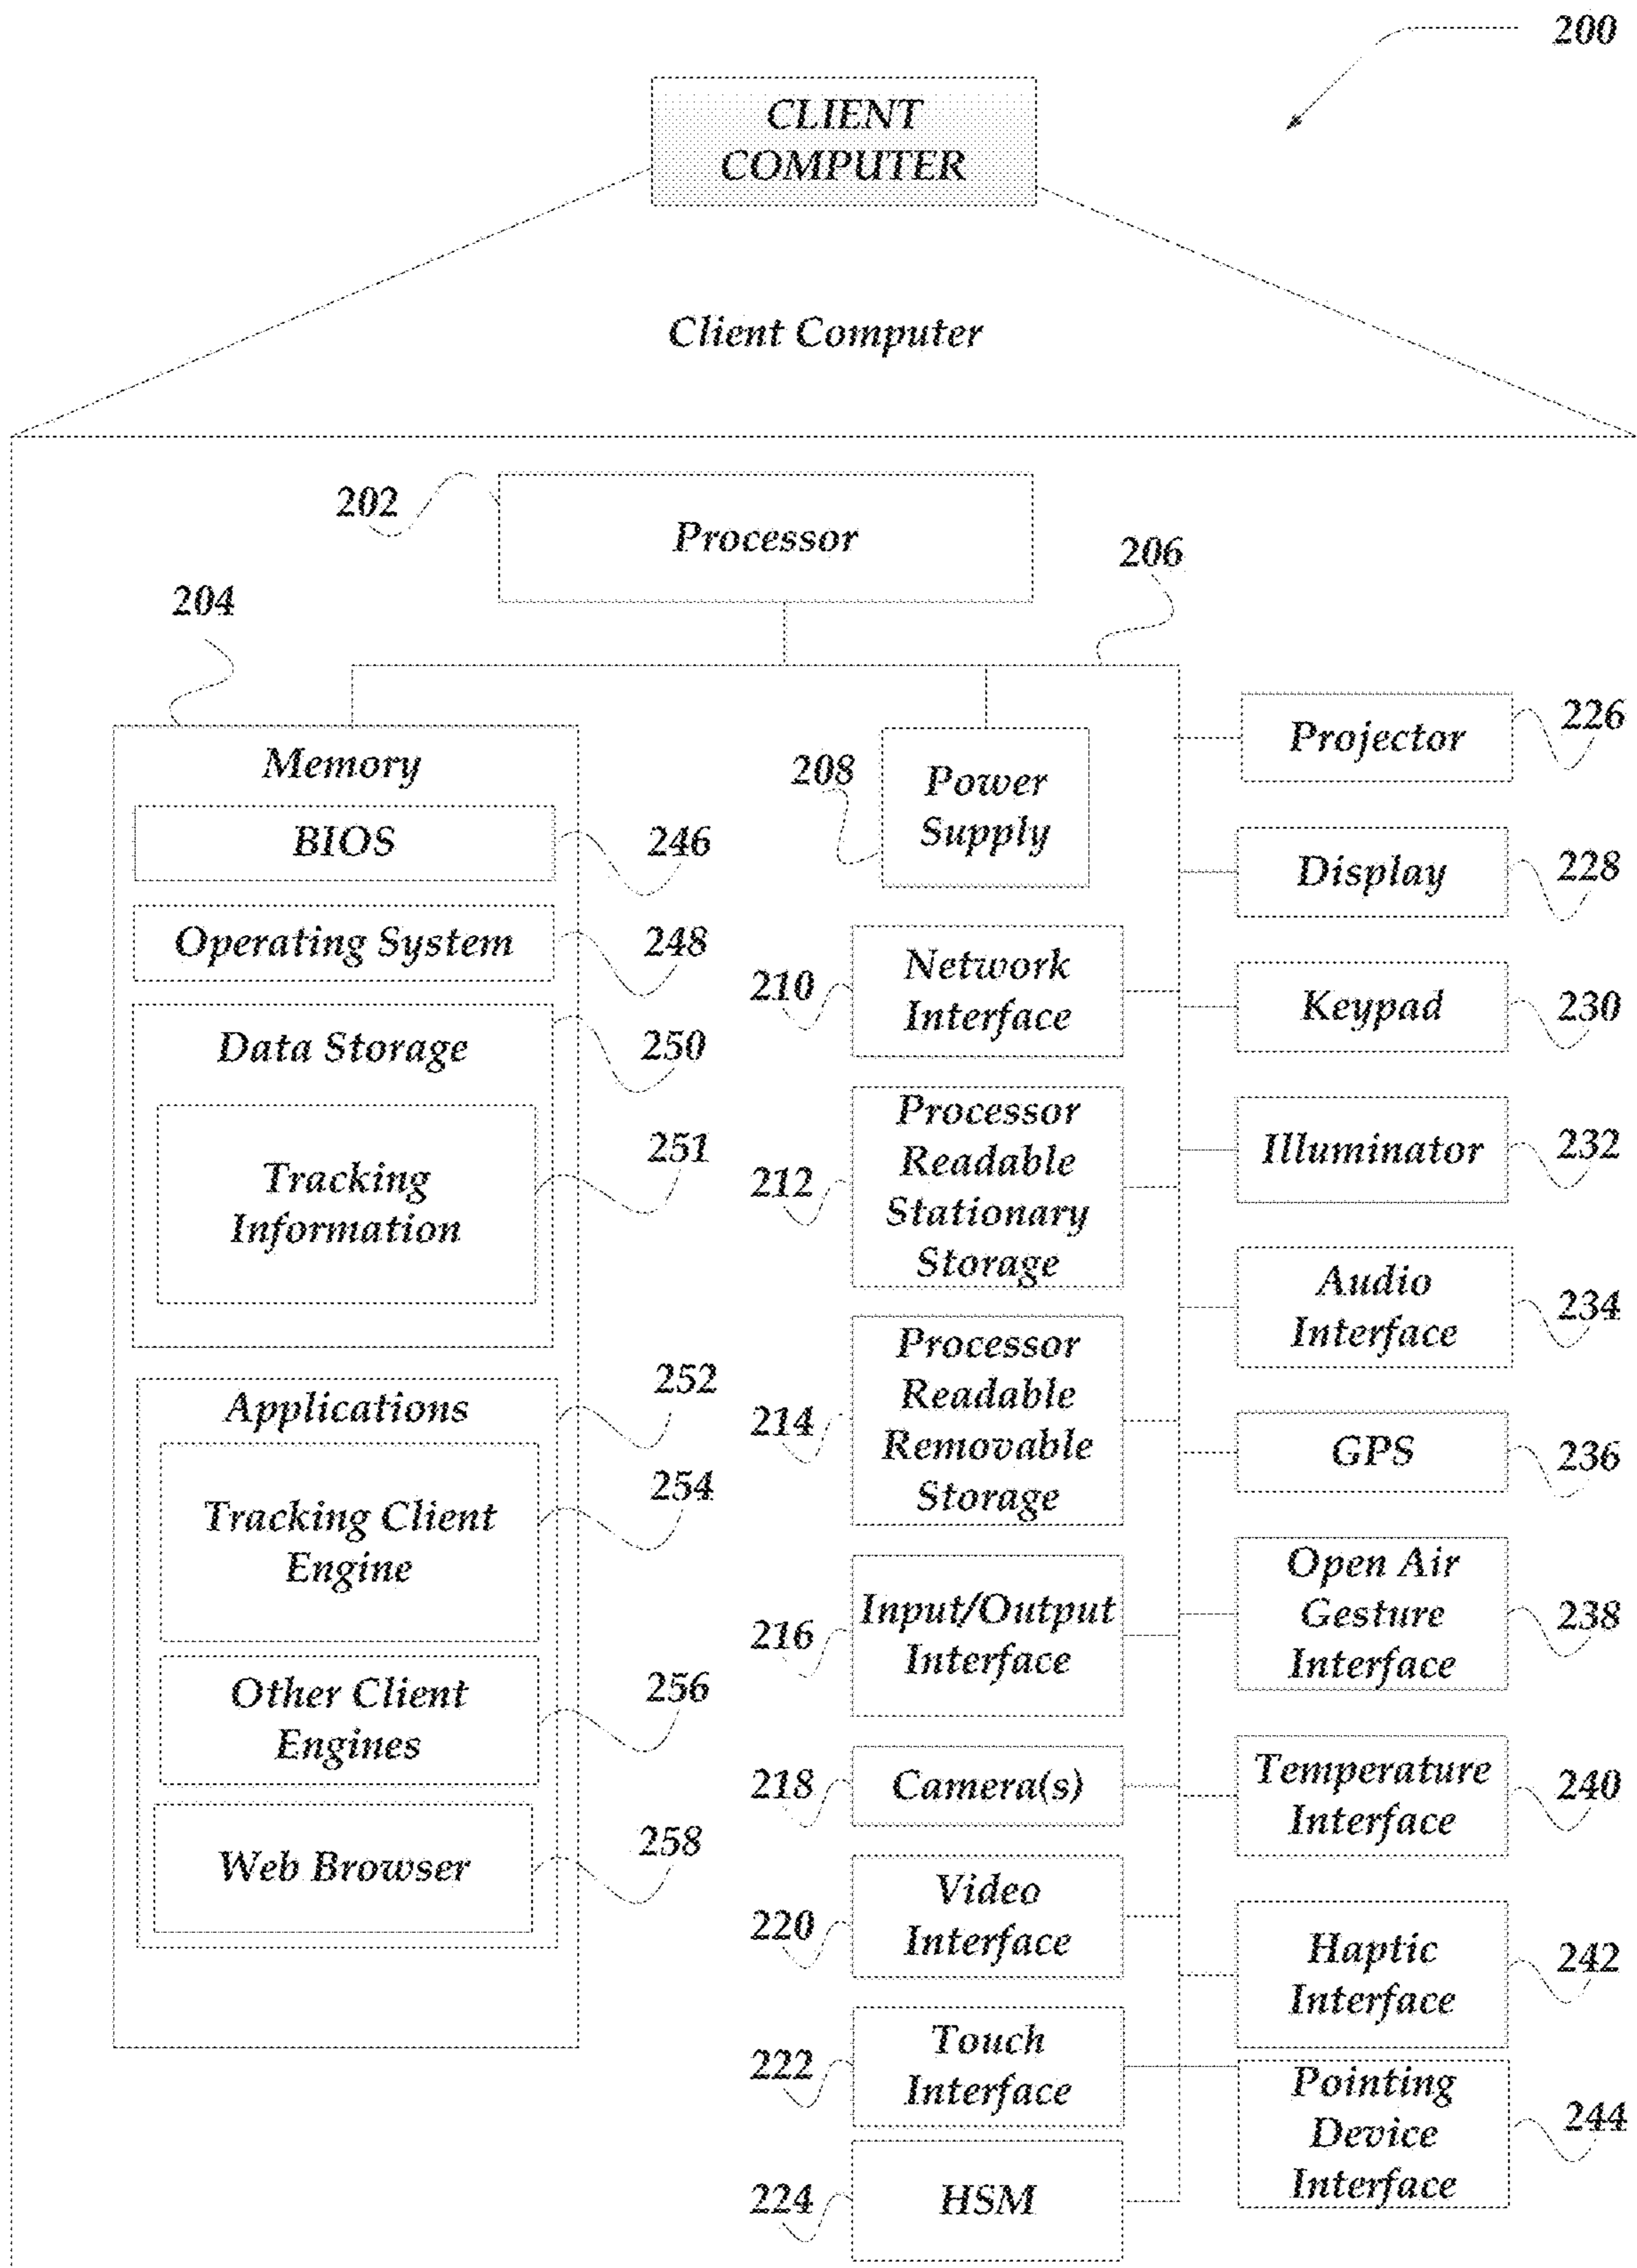 200
CLIENT
COMPUTER
Client Computer
202
Processor
206
204
Memory
BIOS
246
Operating System
248
Data Storage
250
Tracking
Information
251
Applications
252
Tracking Client
Engine
254
Other Client
Engines
256
Web Browser
258
208
Power
Supply
210
Network
Interface
212
Processor
Readable
Stationary
Storage
214
Processor
Readable
Removable
Storage
216
Input/Output
Interface
218
Camera(s)
220
Video
Interface
222
Touch
Interface
224
HSM
Projector
226
Display
228
Keypad
230
Illuminator
232
Audio
Interface
234
GPS
236
Open Air
Gesture
Interface
238
Temperature
Interface
240
Haptic
Interface
242
Pointing
Device
Interface
244